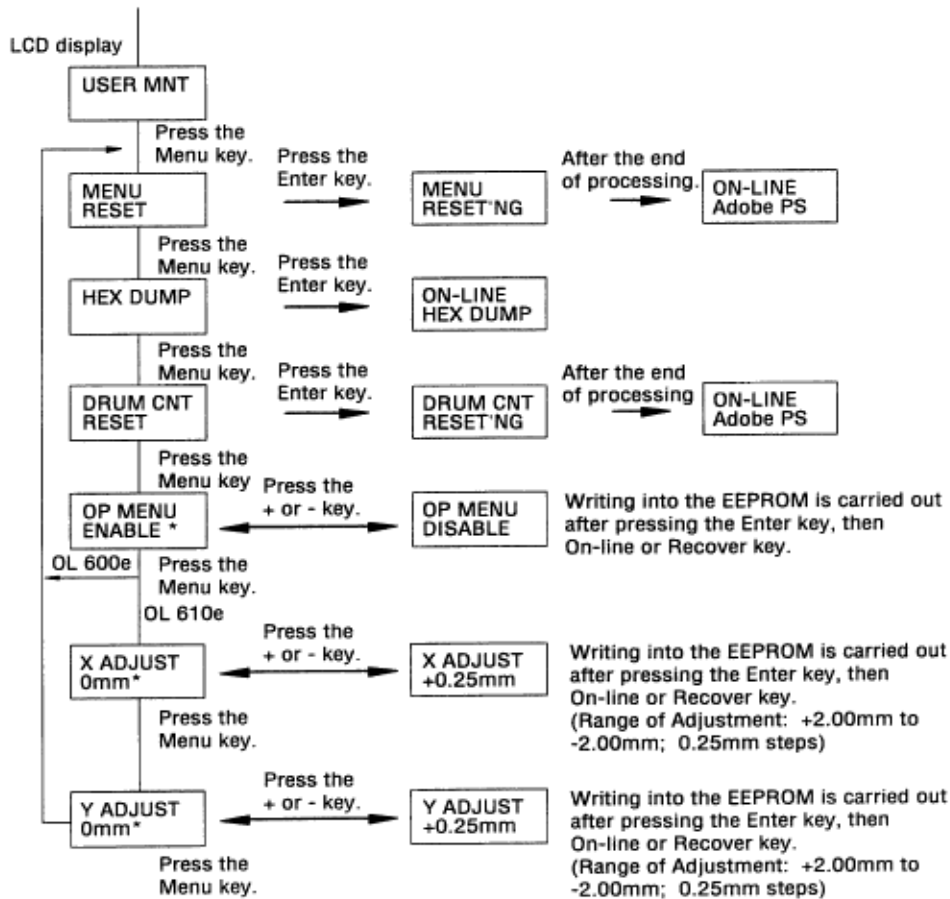 LCD display
USER MNT
Press the
Menu key.
Press the
Enter key.
After the end
of processing.
MENU
RESET
MENU
RESET'NG
ON-LINE
Adobe PS
Press the
Menu key.
Press the
Enter key.
HEX DUMP
ON-LINE
HEX DUMP
Press the
Menu key.
Press the
Enter key.
After the end
of processing
DRUM CNT
RESET
DRUM CNT
RESET'NG
ON-LINE
Adobe PS
Press the
Menu key
Press the
+ or - key.
OP MENU
ENABLE *
OP MENU
DISABLE
Writing into the EEPROM is carried out
after pressing the Enter key, then
On-line or Recover key.
OL 600e
Press the
Menu key.
OL 610e
Press the
+ or - key.
X ADJUST
0mm*
X ADJUST
+0.25mm
Writing into the EEPROM is carried out
after pressing the Enter key, then
On-line or Recover key.
(Range of Adjustment: +2.00mm to
-2.00mm; 0.25mm steps)
Press the
Menu key.
Press the
+ or - key.
Y ADJUST
0mm*
Y ADJUST
+0.25mm
Writing into the EEPROM is carried out
after pressing the Enter key, then
On-line or Recover key.
(Range of Adjustment: +2.00mm to
-2.00mm; 0.25mm steps)
Press the
Menu key.